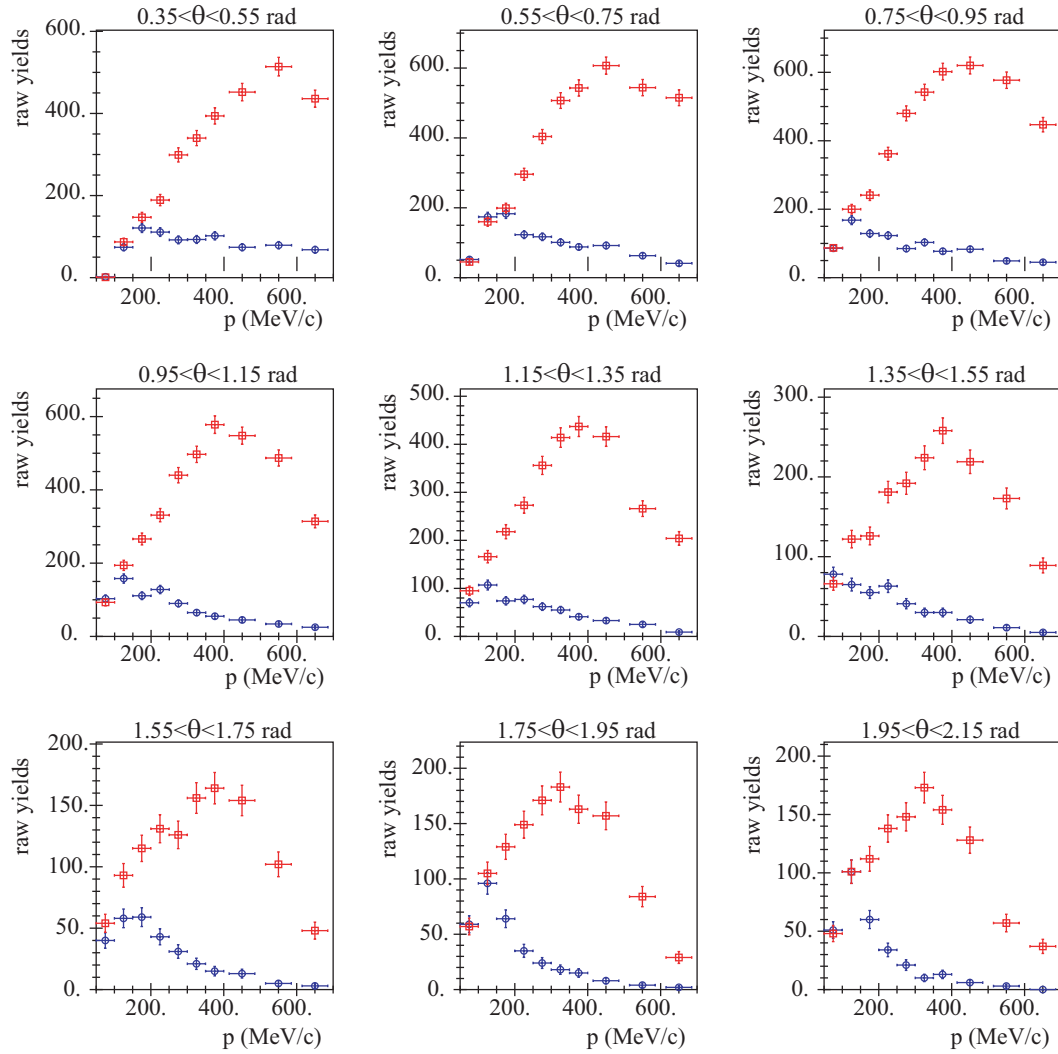 0.35<θ<0.55 rad
raw yields
600.
400.
200.
0.
200. 400. 600.
p (MeV/c)
0.55<θ<0.75 rad
raw yields
600.
400.
200.
0.
200. 400. 600.
p (MeV/c)
0.75<θ<0.95 rad
raw yields
600.
400.
200.
0.
200. 400. 600.
p (MeV/c)
0.95<θ<1.15 rad
raw yields
600.
400.
200.
0.
200. 400. 600.
p (MeV/c)
1.15<θ<1.35 rad
raw yields
500.
400.
300.
200.
100.
0.
200. 400. 600.
p (MeV/c)
1.35<θ<1.55 rad
raw yields
300.
200.
100.
0.
200. 400. 600.
p (MeV/c)
1.55<θ<1.75 rad
raw yields
200.
150.
100.
50.
0.
200. 400. 600.
p (MeV/c)
1.75<θ<1.95 rad
raw yields
200.
150.
100.
50.
0.
200. 400. 600.
p (MeV/c)
1.95<θ<2.15 rad
raw yields
200.
150.
100.
50.
0.
200. 400. 600.
p (MeV/c)